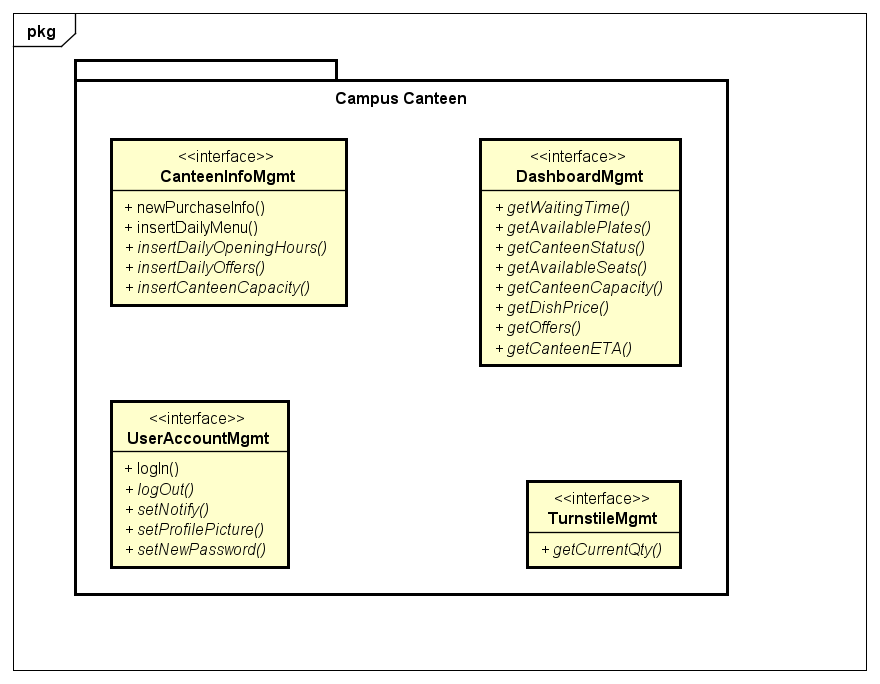 pkg
Campus Canteen
<<interface>>
CanteenInfoMgmt
+ newPurchaseInfo()
+ insertDailyMenu()
+ insertDailyOpeningHours()
+ insertDailyOffers()
+ insertCanteenCapacity()
<<interface>>
DashboardMgmt
+ getWaitingTime()
+ getAvailablePlates()
+ getCanteenStatus()
+ getAvailableSeats()
+ getCanteenCapacity()
+ getDishPrice()
+ getOffers()
+ getCanteenETA()
<<interface>>
UserAccountMgmt
+ logIn()
+ logOut()
+ setNotify()
+ setProfilePicture()
+ setNewPassword()
<<interface>>
TurnstileMgmt
+ getCurrentQty()